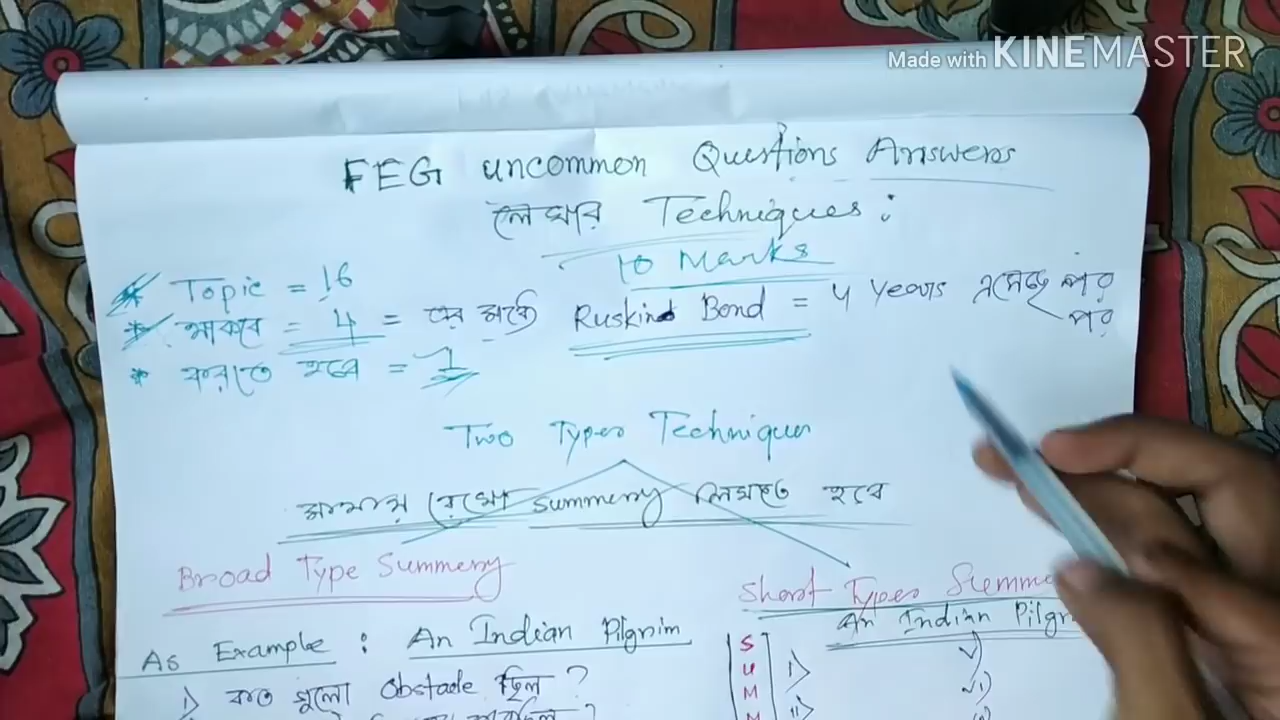 Made with KINEMASTER
FEG uncommon Questions Answers
লেখার Techniques :
10 Marks
* Topic = 16
* থাকবে = 4 = এর মধ্যে Ruskind Bond = 4 Years এসেছে পর পর
* করতে হবে = 1
Two Types Techniques
মাথায় রেখে summery লিখতে হবে
Broad Type Summery
Short Types Summe
As Example : An Indian Pilgrim
An Indian Pilgr
i) কত গুলো Obstacle ছিল ?
S
U
M
i)
ii)
v)
vi)